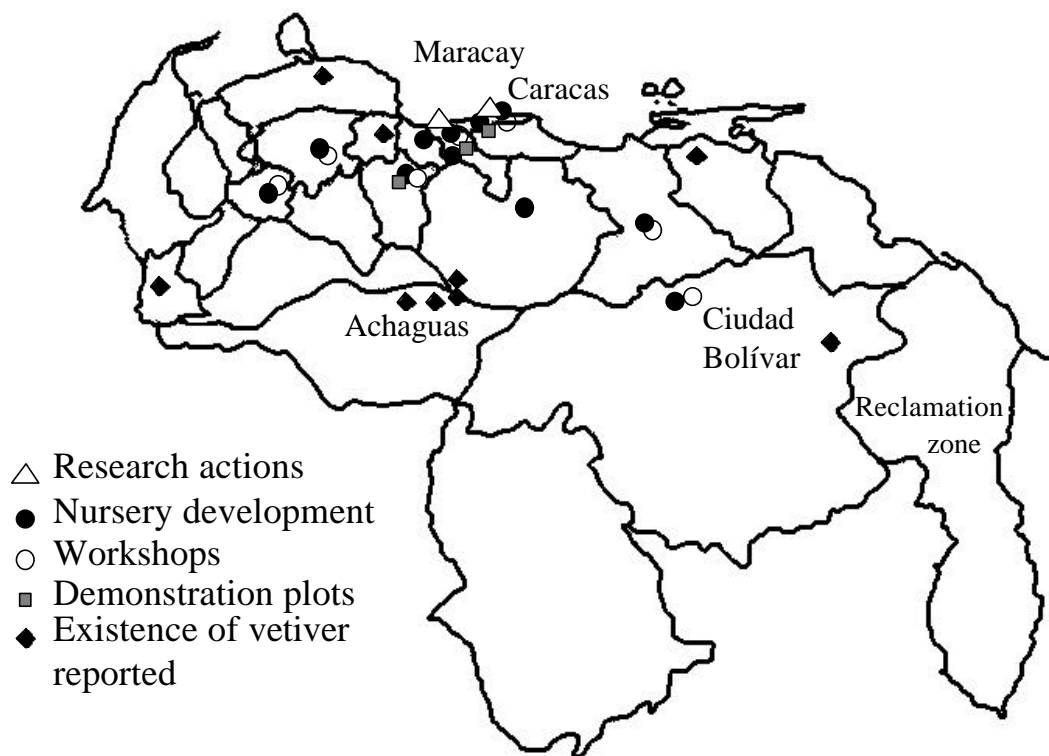 Maracay
Caracas
Achaguas
Ciudad
Bolívar
Reclamation
zone
Research actions
Nursery development
Workshops
Demonstration plots
Existence of vetiver
reported